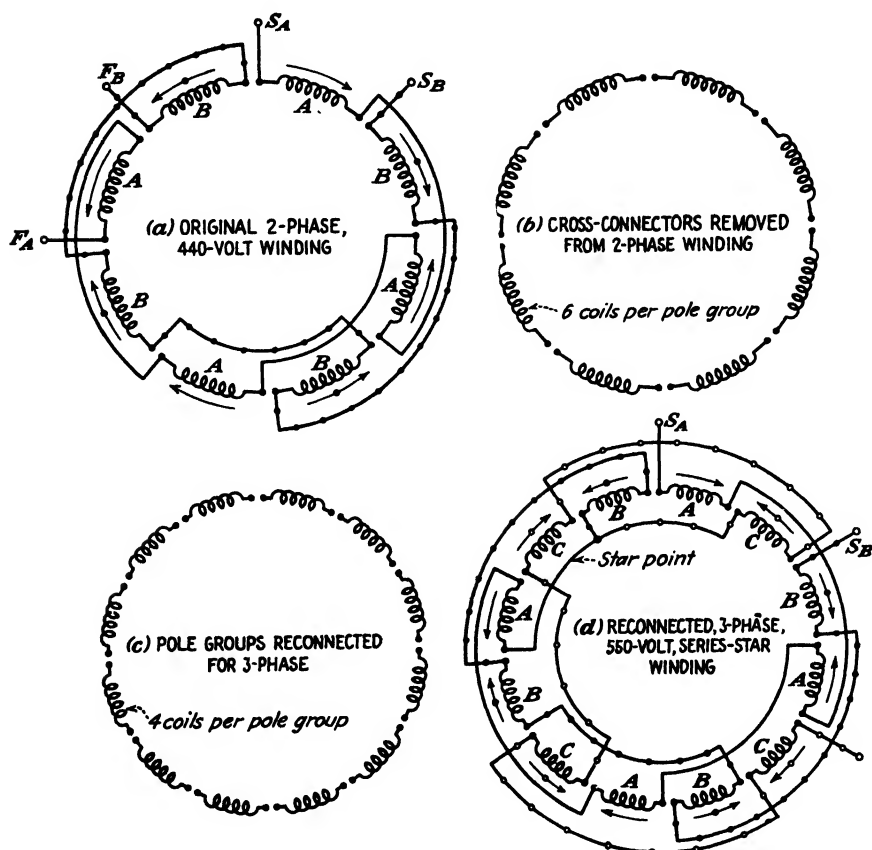 S_A
F_B
S_B
B
A
A
B
(a) ORIGINAL 2-PHASE,
440-VOLT WINDING
F_A
B
A
A
B
(b) CROSS-CONNECTORS REMOVED
FROM 2-PHASE WINDING
6 coils per pole group
(c) POLE GROUPS RECONNECTED
FOR 3-PHASE
4 coils per pole group
S_A
B
A
C
C
Star point
S_B
A
B
(d) RECONNECTED, 3-PHASE,
550-VOLT, SERIES-STAR
WINDING
B
A
C
C
A
B